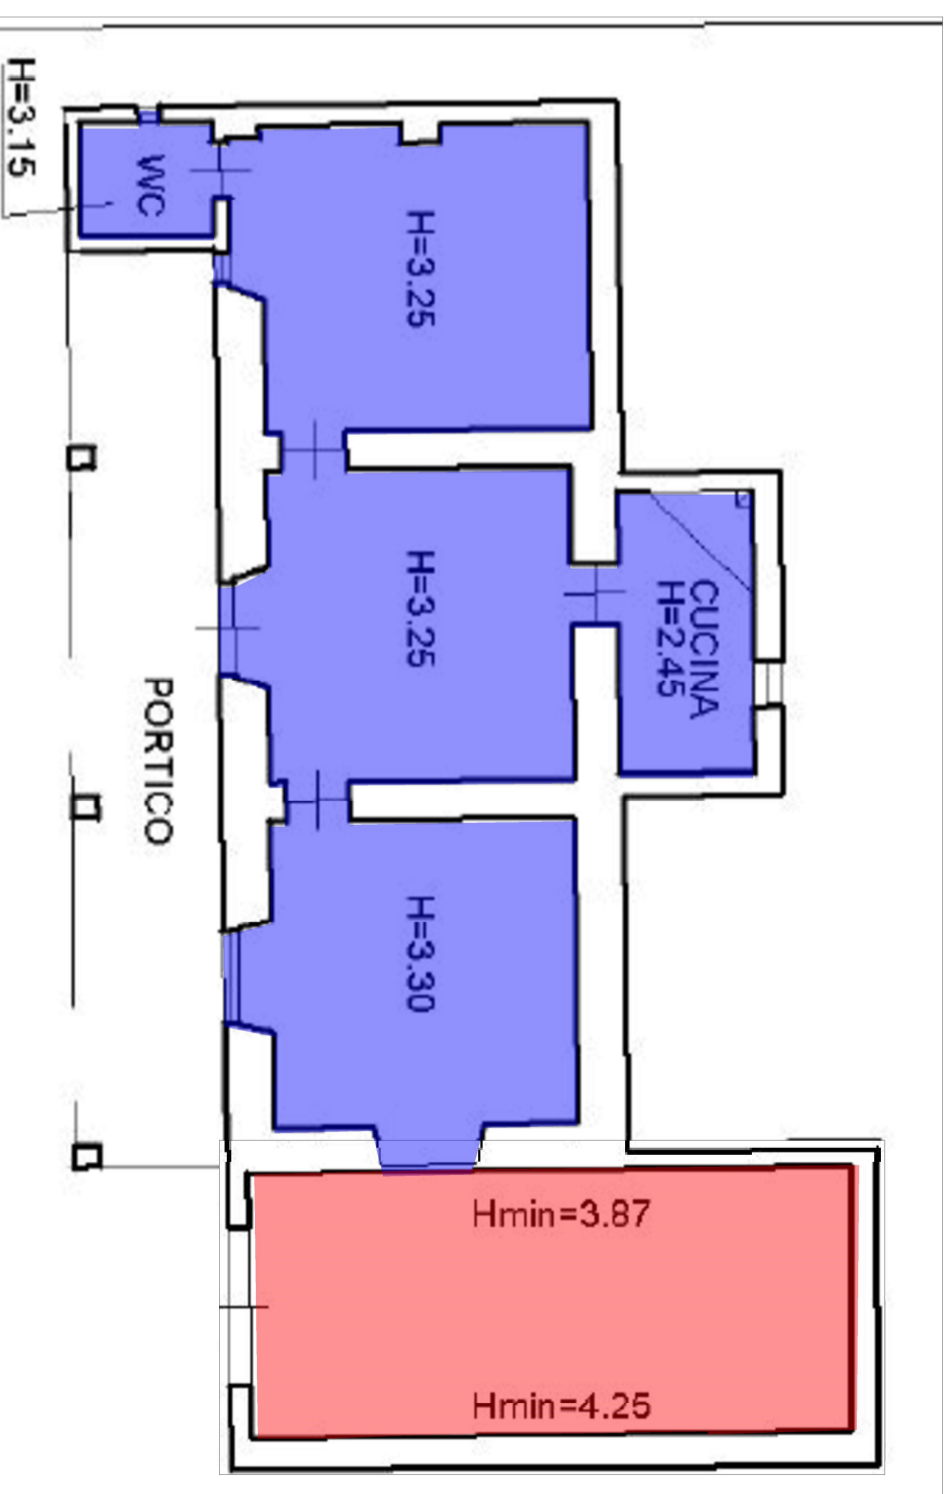 H=3.15
WC
H=3.25
H=3.25
CUCINA
H=2.45
PORTICO
H=3.30
Hmin=3.87
Hmin=4.25